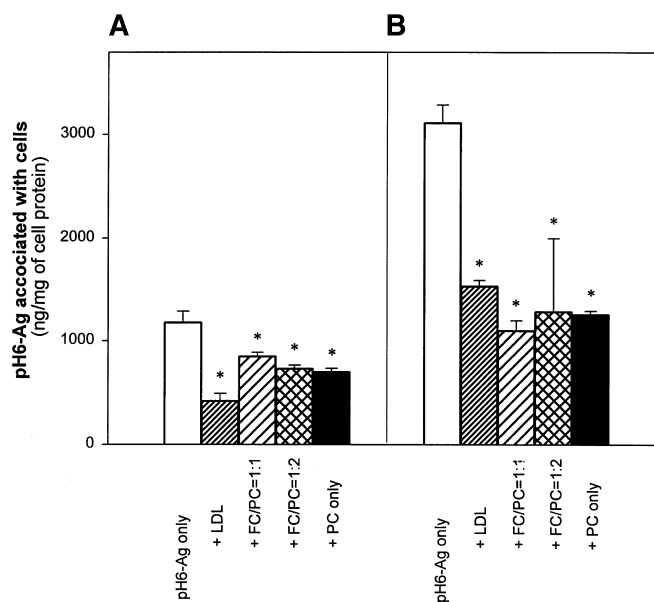 A
B
pH6-Ag accociated with cells
(ng/mg of cell protein)
3000
2000
1000
0
*
*
*
*
*
*
*
*
pH6-Ag only
+ LDL
+ FC/PC=1:1
+ FC/PC=1:2
+ PC only
pH6-Ag only
+ LDL
+ FC/PC=1:1
+ FC/PC=1:2
+ PC only